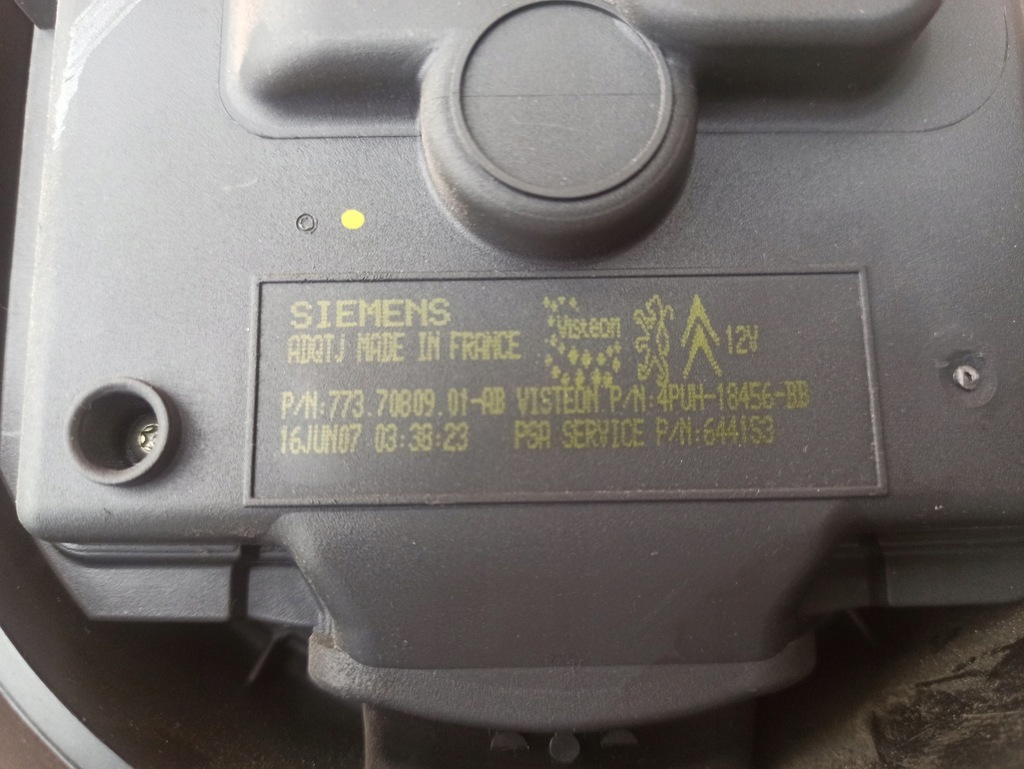 SIEMENS
ADQTJ MADE IN FRANCE
Visteon
12V
P/N:773.70809.01-AB VISTEON P/N:4PUH-18456-BB
16JUN07 03:38:23 PSA SERVICE P/N:6441S3